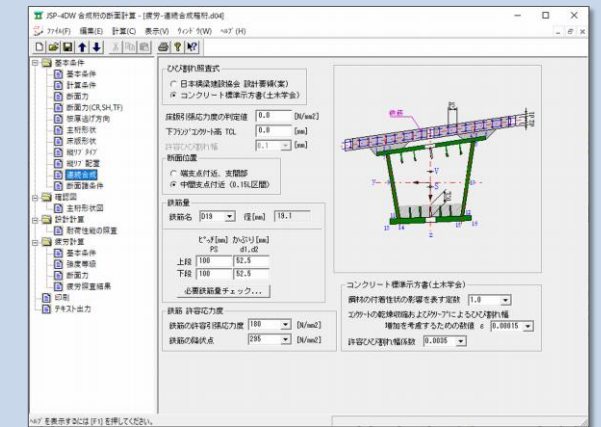 JSP-4DW 合成桁の断面計算 - [疲労-連続合成箱桁.d04]
ファイル(F) 編集(E) 計算(C) 表示(V) ウィンドウ(W) ヘルプ(H)
基本条件
基本条件
計算条件
断面力
断面力(CR,SH,TF)
板厚逃げ方向
主桁形状
床版形状
縦リブ タイプ
縦リブ 配置
連続合成
断面諸条件
確認図
主桁形状図
設計計算
耐荷性能の照査
疲労計算
基本条件
強度等級
断面力
疲労照査結果
印刷
テキスト出力
ひび割れ照査式
日本橋梁建設協会 設計要領(案)
コンクリート標準示方書(土木学会)
床版引張応力度の判定値 0.0 [N/mm2]
下フランジコンクリート高 TCL 0.0 [mm]
許容ひび割れ幅 0.1 [mm]
断面位置
端支点付近、支間部
中間支点付近 (0.15L区間)
鉄筋量
鉄筋名 D19 径[mm] 19.1
ピッチ[mm] かぶり[mm]
PS d1.d2
上段 100 52.5
下段 100 52.5
必要鉄筋量チェック...
鉄筋 許容応力度
鉄筋の許容引張応力度 180 [N/mm2]
鉄筋の降伏点 295 [N/mm2]
鉄筋
PS
V
S
Y
TCL
Z
コンクリート標準示方書(土木学会)
鋼材の付着性状の影響を表す定数 1.0
コンクリートの乾燥収縮およびクリープによるひび割れ幅
増加を考慮するための数値 ε 0.00015
許容ひび割れ幅係数 0.0035
ヘルプを表示するには [F1] を押してください。